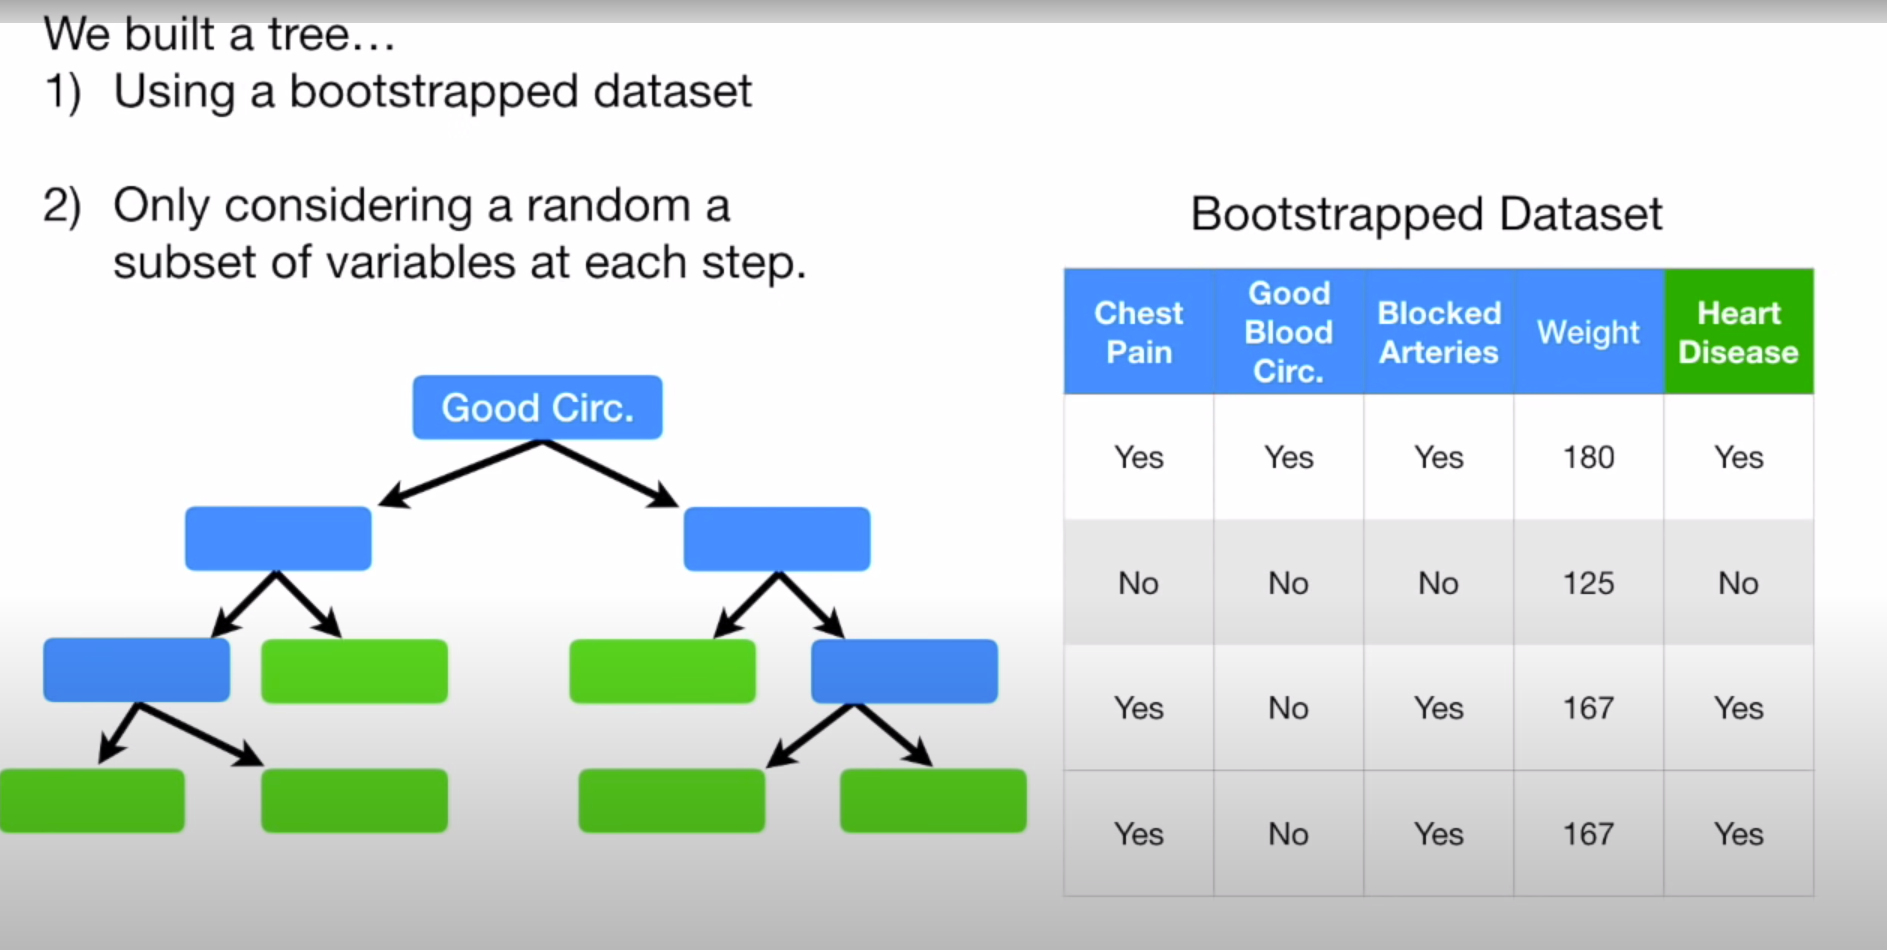 We built a tree...
1) Using a bootstrapped dataset
2) Only considering a random a
subset of variables at each step.
Good Circ.
Bootstrapped Dataset
Chest Pain Good Blood Circ. Blocked Arteries Weight Heart Disease
Yes Yes Yes 180 Yes
No No No 125 No
Yes No Yes 167 Yes
Yes No Yes 167 Yes